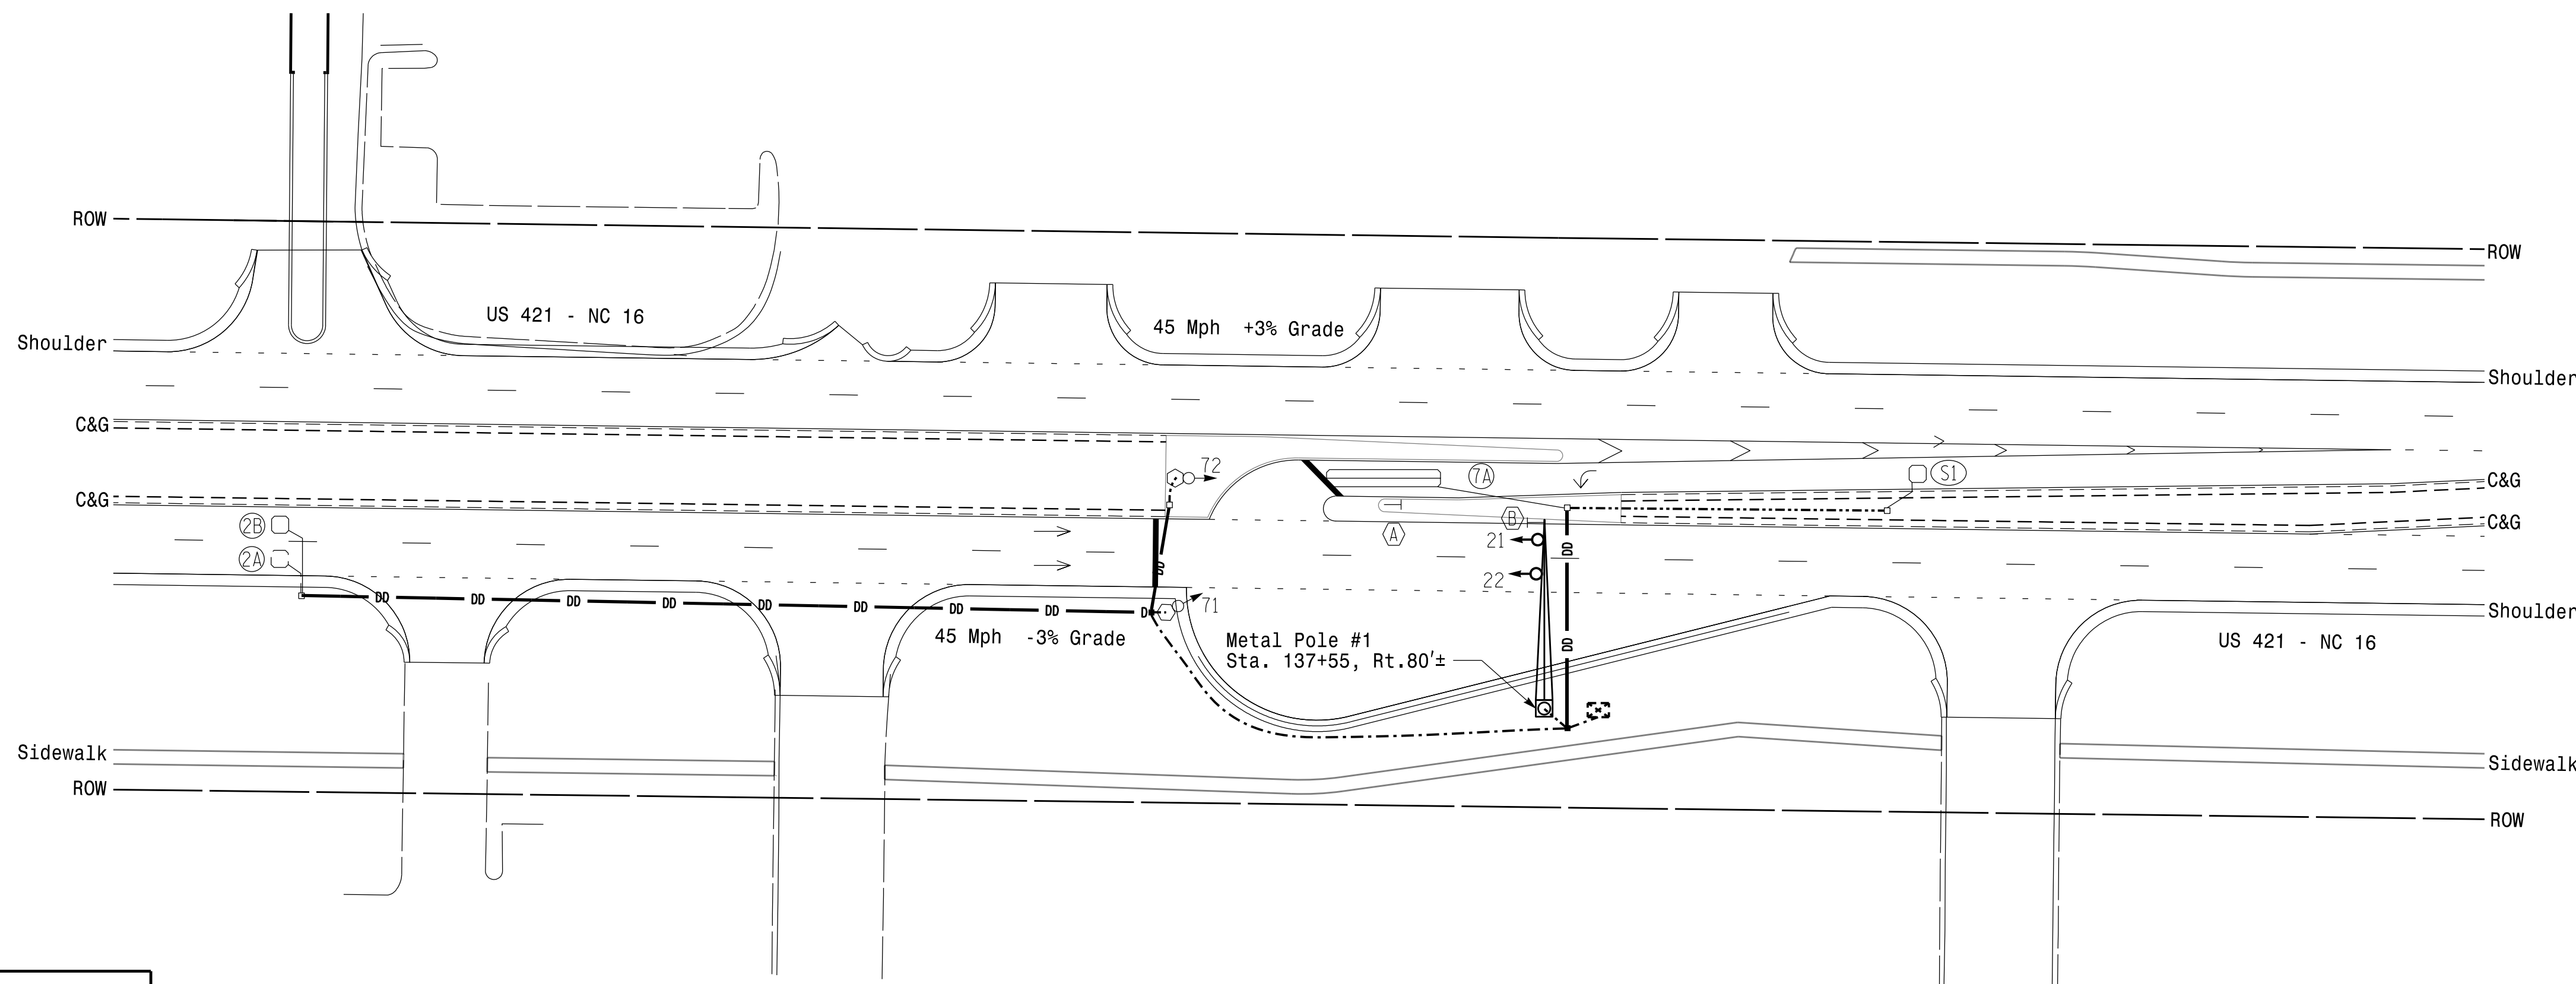 ROW
ROW
US 421 - NC 16
45 Mph +3% Grade
Shoulder
Shoulder
C&G
72
7A
S1
C&G
C&G
2B
A
B
21
C&G
2A
22
DD
DD
DD
DD
DD
DD
DD
DD
DD
DD
DD
71
Shoulder
45 Mph -3% Grade
Metal Pole #1
Sta. 137+55, Rt.80'±
US 421 - NC 16
Sidewalk
Sidewalk
ROW
ROW